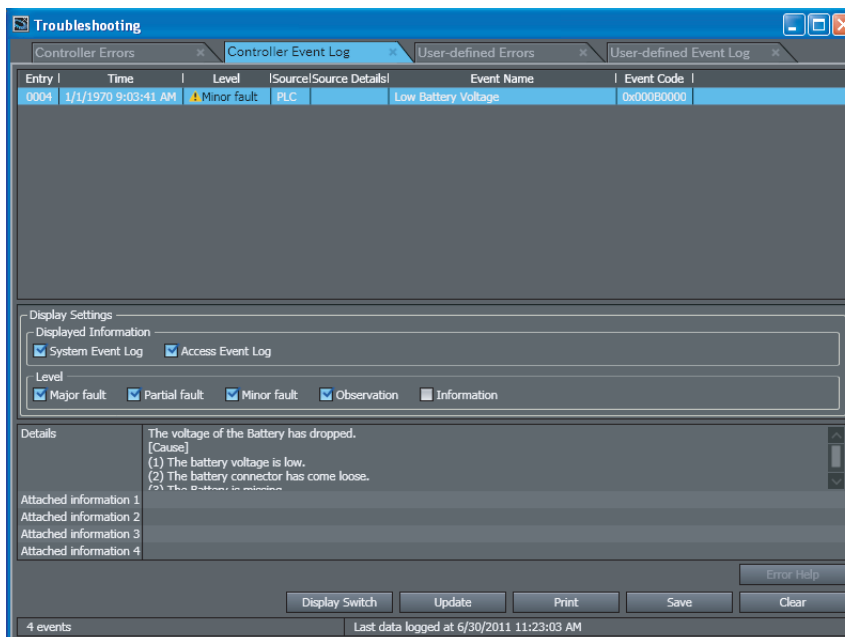 Troubleshooting
Controller Errors × Controller Event Log × User-defined Errors × User-defined Event Log ×
Entry Time Level Source Source Details Event Name Event Code
0004 1/1/1970 9:03:41 AM Minor fault PLC Low Battery Voltage 0x000B0000
Display Settings
Displayed Information
System Event Log Access Event Log
Level
Major fault Partial fault Minor fault Observation Information
Details The voltage of the Battery has dropped.
[Cause]
(1) The battery voltage is low.
(2) The battery connector has come loose.
(3) The Battery is missing
Attached information 1
Attached information 2
Attached information 3
Attached information 4
Error Help
Display Switch Update Print Save Clear
4 events Last data logged at 6/30/2011 11:23:03 AM